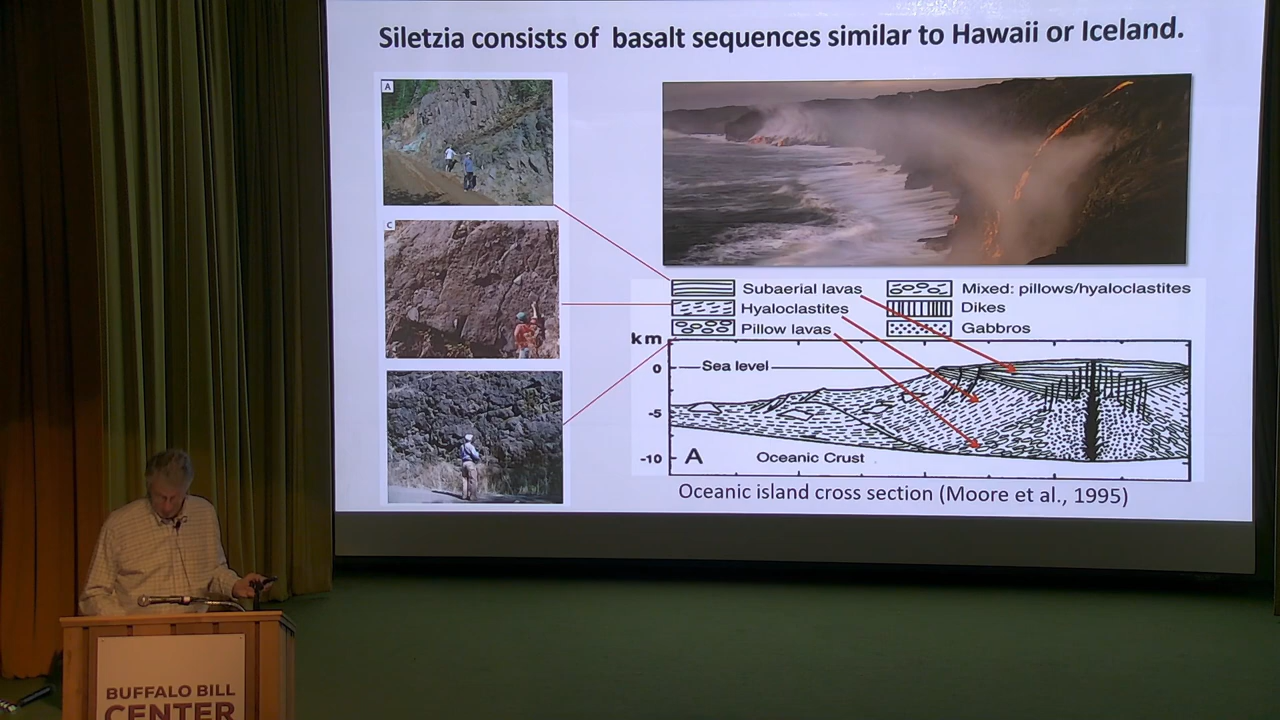 Siletzia consists of basalt sequences similar to Hawaii or Iceland.
A
C
Subaerial lavas
Hyaloclastites
Pillow lavas
Mixed: pillows/hyaloclastites
Dikes
Gabbros
km
0
-5
-10
Sea level
A
Oceanic Crust
Oceanic island cross section (Moore et al., 1995)
BUFFALO BILL
CENTER